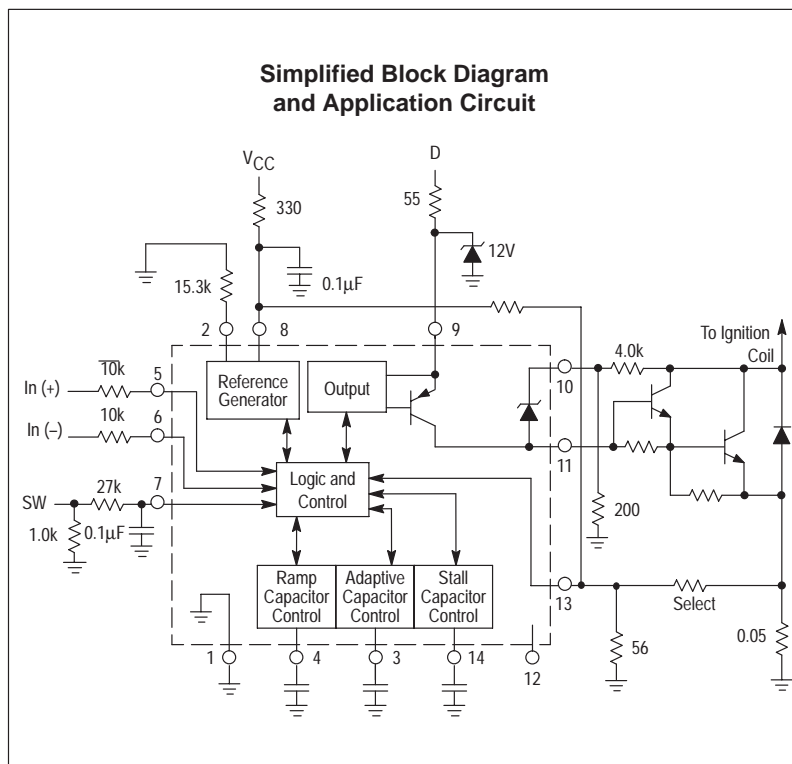 Simplified Block Diagram
and Application Circuit
VCC
D
330
55
12V
0.1µF
15.3k
2
8
9
To Ignition
Coil
10k
5
In (+)
Reference
Generator
Output
10
4.0k
10k
6
In (–)
11
27k
7
SW
Logic and
Control
1.0k
0.1µF
200
Ramp
Capacitor
Control
Adaptive
Capacitor
Control
Stall
Capacitor
Control
13
Select
56
0.05
1
4
3
14
12